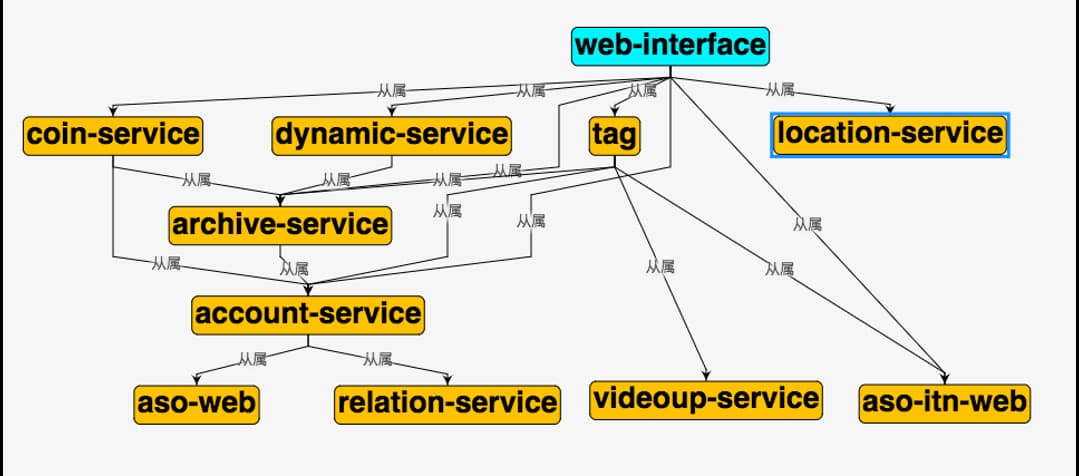 web-interface
从属
从属
从属
从属
coin-service
dynamic-service
tag
location-service
从属
从属
从属
从属
从属
从属
archive-service
从属
从属
从属
从属
从属
account-service
从属
从属
aso-web
relation-service
videoup-service
aso-itn-web